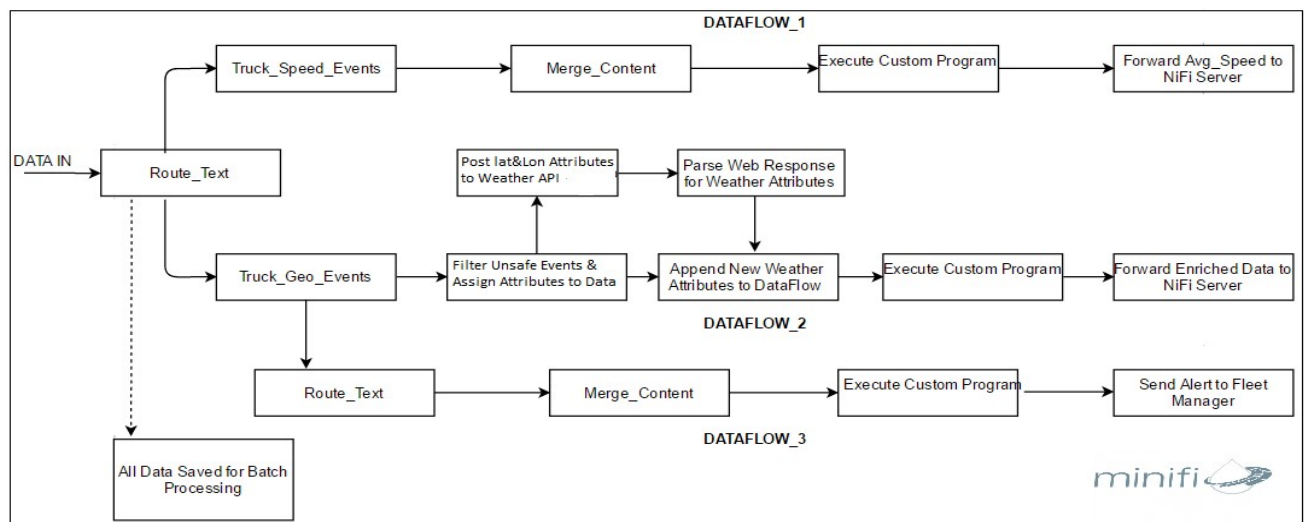 DATAFLOW_1
Truck_Speed_Events
Merge_Content
Execute Custom Program
Forward Avg_Speed to
NiFi Server
DATA IN
Route_Text
Post lat&Lon Attributes
to Weather API
Parse Web Response
for Weather Attributes
Truck_Geo_Events
Filter Unsafe Events &
Assign Attributes to Data
Append New Weather
Attributes to DataFlow
Execute Custom Program
Forward Enriched Data to
NiFi Server
DATAFLOW_2
Route_Text
Merge_Content
Execute Custom Program
Send Alert to Fleet
Manager
DATAFLOW_3
All Data Saved for Batch
Processing
minifi